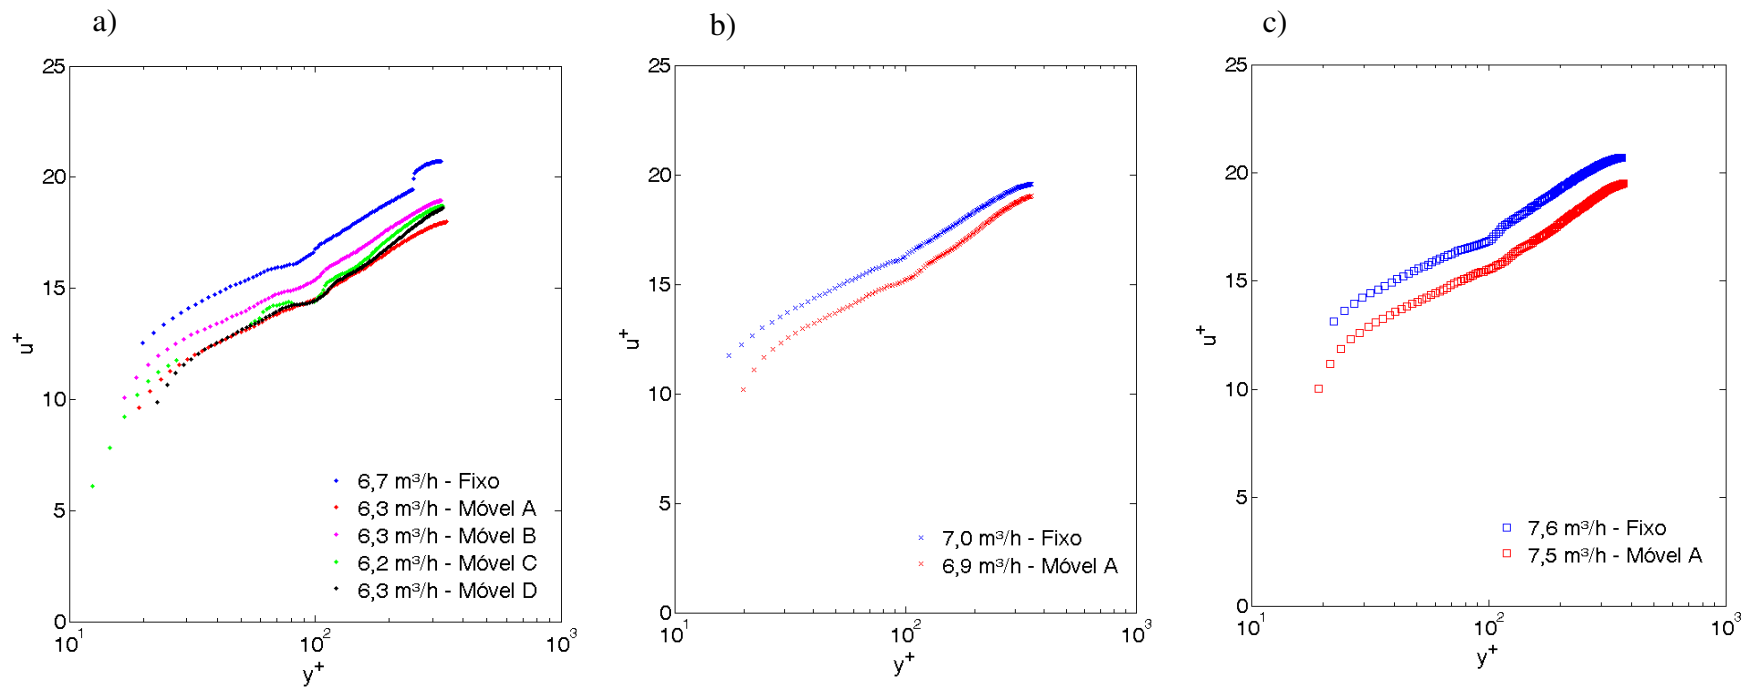 a)
25
20
15
10
5
0
10¹
10²
10³
u⁺
y⁺
6,7 m³/h - Fixo
6,3 m³/h - Móvel A
6,3 m³/h - Móvel B
6,2 m³/h - Móvel C
6,3 m³/h - Móvel D
b)
25
20
15
10
5
0
10¹
10²
10³
u⁺
y⁺
7,0 m³/h - Fixo
6,9 m³/h - Móvel A
c)
25
20
15
10
5
0
10¹
10²
10³
u⁺
y⁺
7,6 m³/h - Fixo
7,5 m³/h - Móvel A